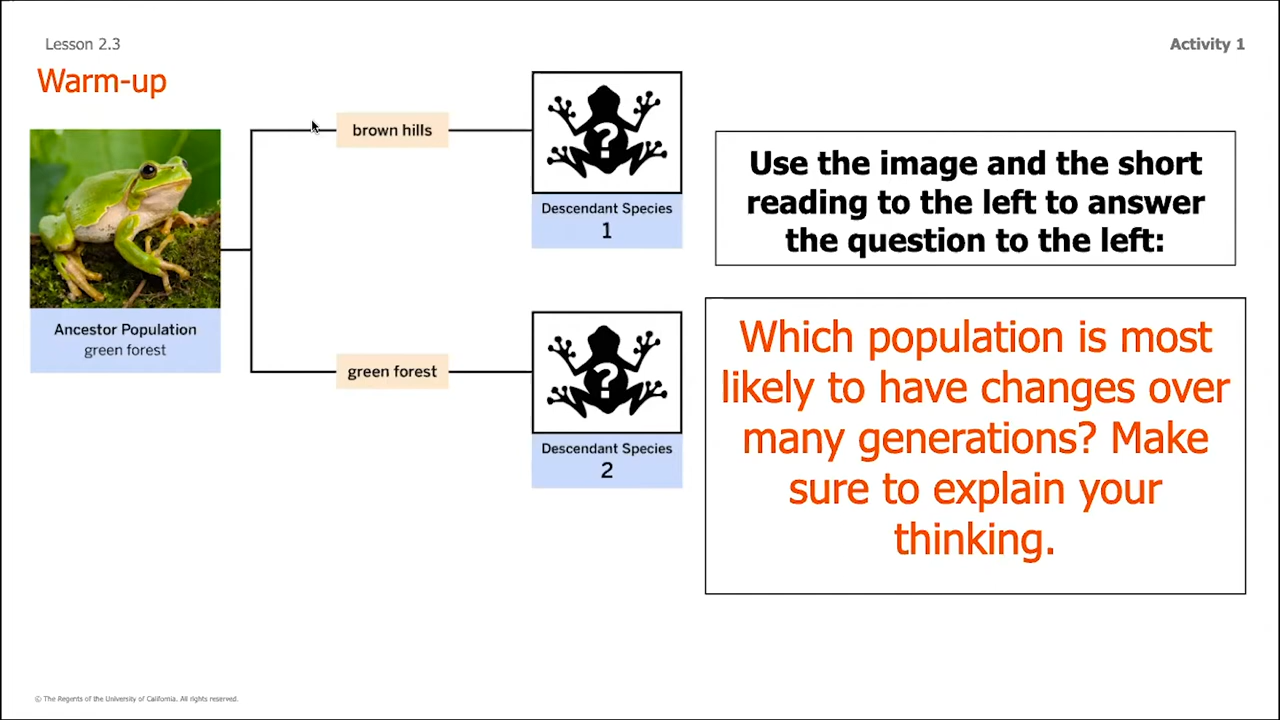 Lesson 2.3
Activity 1
Warm-up
brown hills
?
Descendant Species
1
Ancestor Population
green forest
green forest
?
Descendant Species
2
Use the image and the short
reading to the left to answer
the question to the left:
Which population is most
likely to have changes over
many generations? Make
sure to explain your
thinking.
© The Regents of the University of California. All rights reserved.